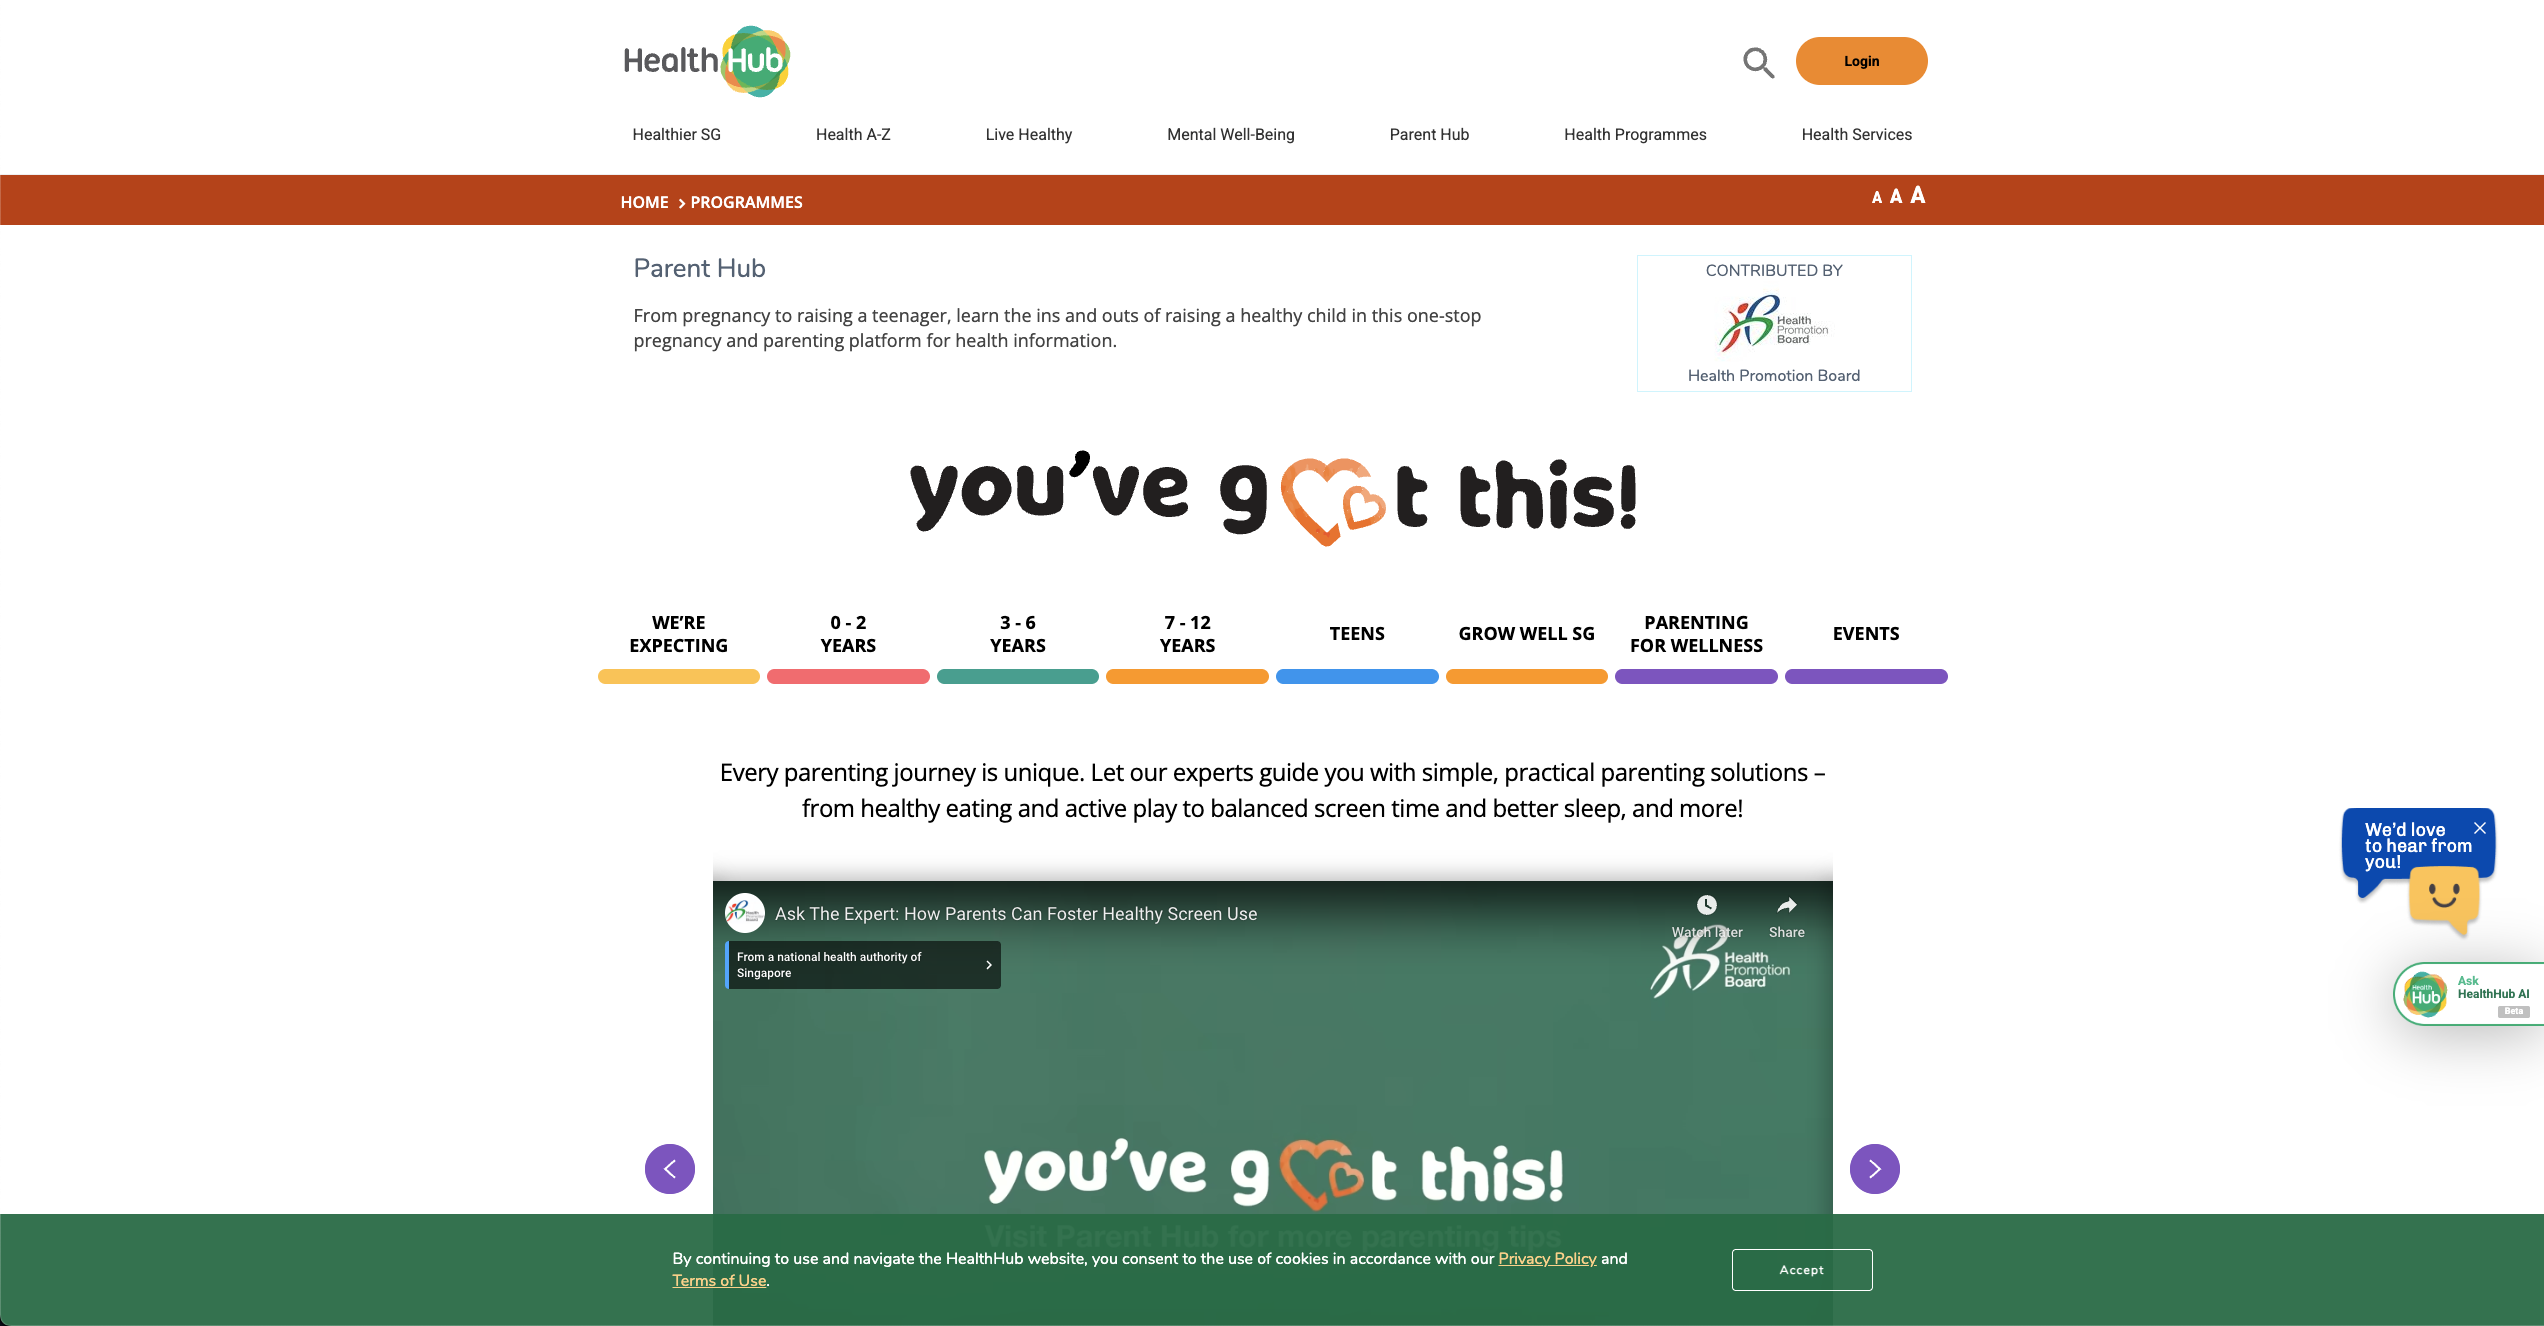 HealthHub
Login
Healthier SG
Health A-Z
Live Healthy
Mental Well-Being
Parent Hub
Health Programmes
Health Services
HOME > PROGRAMMES
A A A
Parent Hub
From pregnancy to raising a teenager, learn the ins and outs of raising a healthy child in this one-stop
pregnancy and parenting platform for health information.
CONTRIBUTED BY
Health
Promotion
Board
Health Promotion Board
you've got this!
WE'RE
EXPECTING
0 - 2
YEARS
3 - 6
YEARS
7 - 12
YEARS
TEENS
GROW WELL SG
PARENTING
FOR WELLNESS
EVENTS
Every parenting journey is unique. Let our experts guide you with simple, practical parenting solutions –
from healthy eating and active play to balanced screen time and better sleep, and more!
We'd love
to hear from
you!
Health
Promotion
Board
Ask The Expert: How Parents Can Foster Healthy Screen Use
Watch later
Share
From a national health authority of
Singapore
Health
Promotion
Board
Health
Hub
Ask
HealthHub AI
Beta
you've got this!
Visit Parent Hub for more parenting tips
By continuing to use and navigate the HealthHub website, you consent to the use of cookies in accordance with our Privacy Policy and
Terms of Use.
Accept